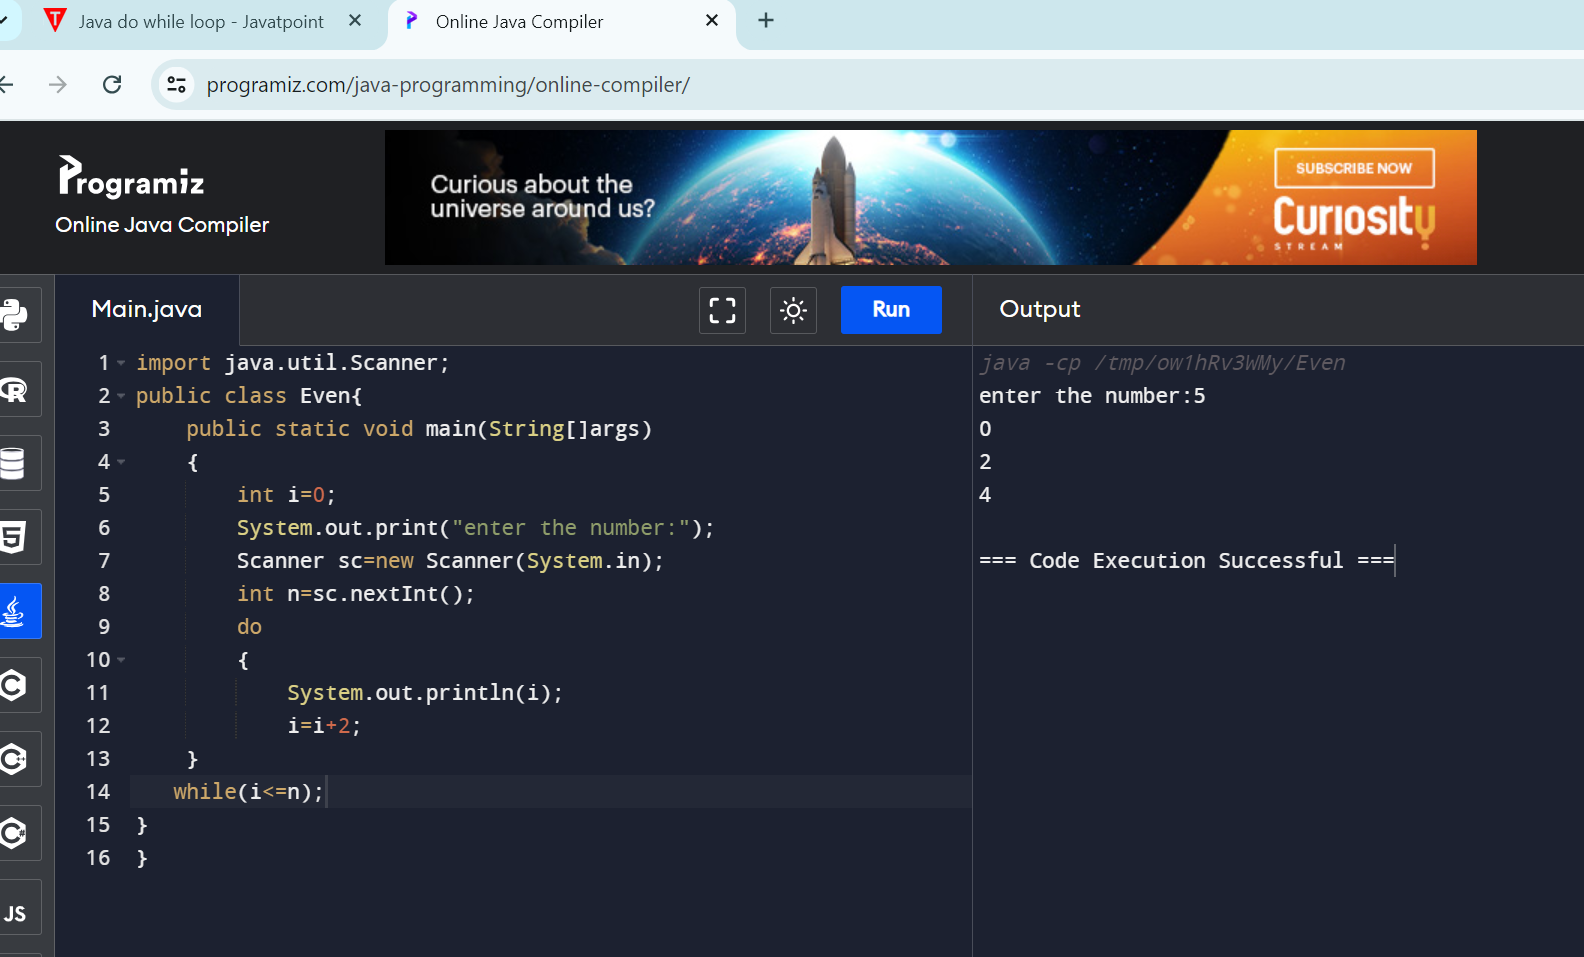 Java do while loop - Javatpoint
Online Java Compiler
programiz.com/java-programming/online-compiler/
Programiz
Online Java Compiler
Curious about the
universe around us?
SUBSCRIBE NOW
CURIOSITY
STREAM
Main.java
Run
Output
1 import java.util.Scanner;
2 public class Even{
3 public static void main(String[]args)
4 {
5 int i=0;
6 System.out.print("enter the number:");
7 Scanner sc=new Scanner(System.in);
8 int n=sc.nextInt();
9 do
10 {
11 System.out.println(i);
12 i=i+2;
13 }
14 while(i<=n);
15 }
16 }
java -cp /tmp/ow1hRv3WMy/Even
enter the number:5
0
2
4
=== Code Execution Successful ===
R
5
C
C++
C#
JS